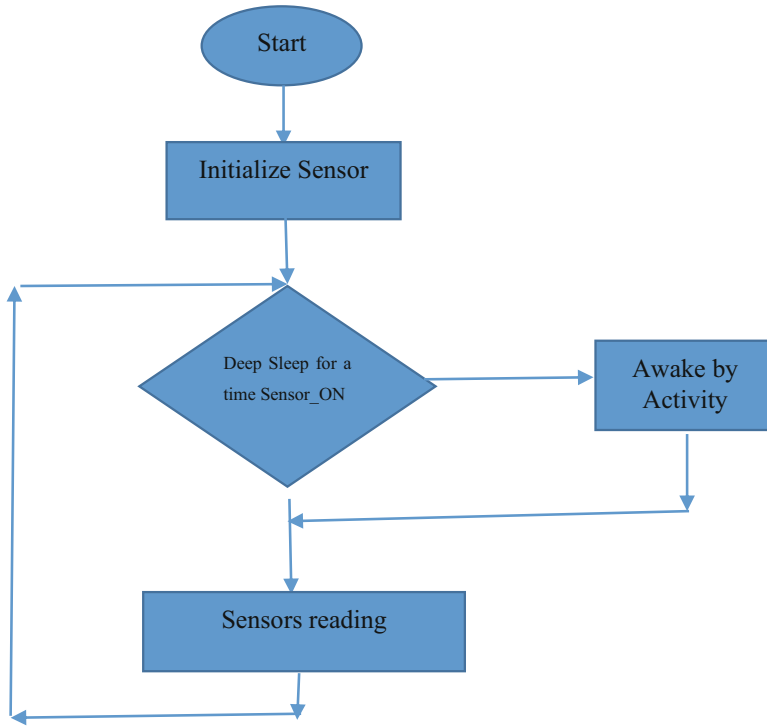 Start
Initialize Sensor
Deep Sleep for a
time Sensor_ON
Awake by
Activity
Sensors reading